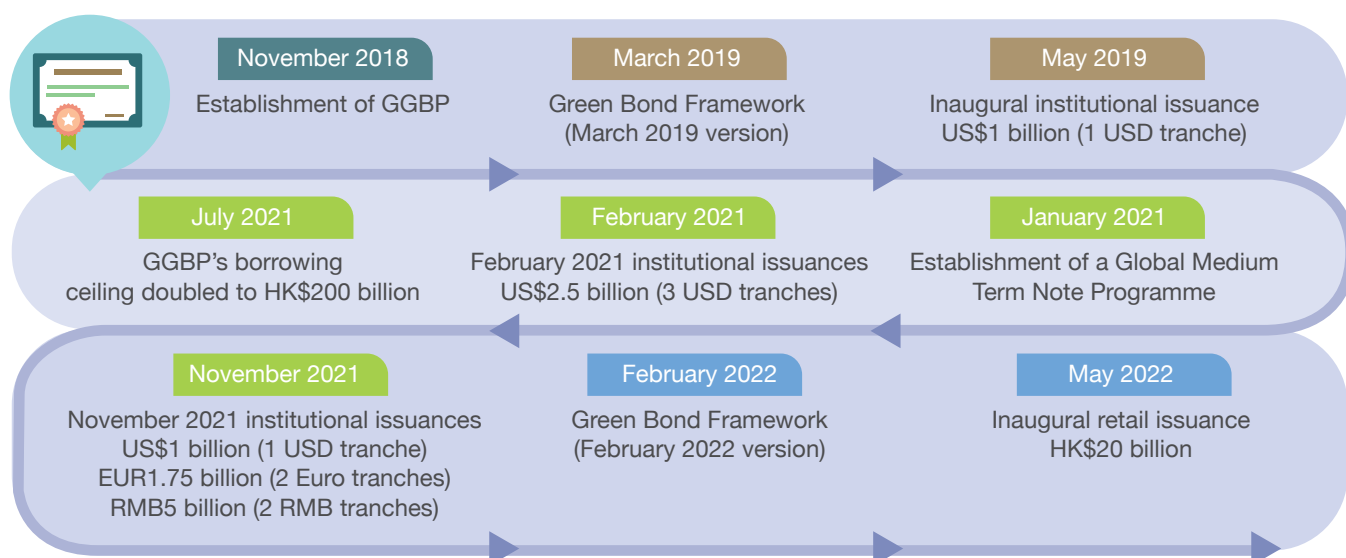 November 2018
Establishment of GGBP
March 2019
Green Bond Framework
(March 2019 version)
May 2019
Inaugural institutional issuance
US$1 billion (1 USD tranche)
January 2021
Establishment of a Global Medium
Term Note Programme
February 2021
February 2021 institutional issuances
US$2.5 billion (3 USD tranches)
July 2021
GGBP’s borrowing
ceiling doubled to HK$200 billion
November 2021
November 2021 institutional issuances
US$1 billion (1 USD tranche)
EUR1.75 billion (2 Euro tranches)
RMB5 billion (2 RMB tranches)
February 2022
Green Bond Framework
(February 2022 version)
May 2022
Inaugural retail issuance
HK$20 billion